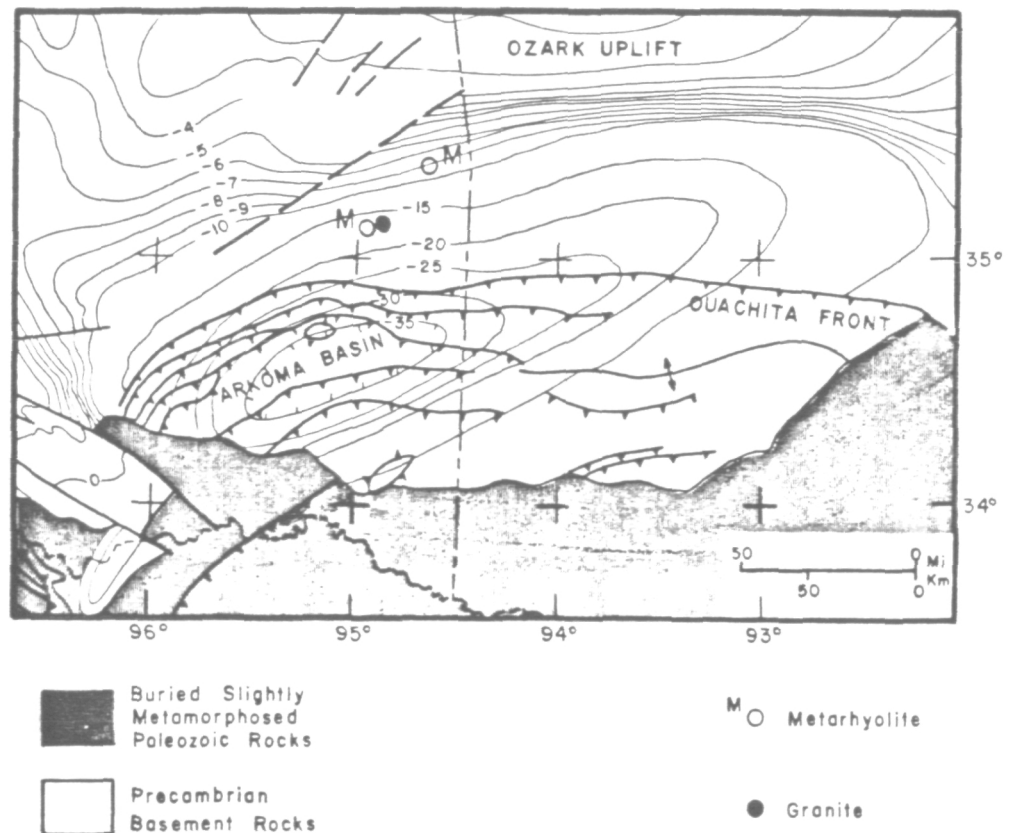 OZARK UPLIFT
-4
-5
-6
-7
-8
-9
-10
M
M
-15
-20
-25
-30
-35
35°
OUACHITA FRONT
ARKOMA BASIN
0
34°
50 0 Mi
Km
50 0
96° 95° 94° 93°
Buried Slightly
Metamorphosed
Paleozoic Rocks
M Metarhyolite
Precambrian
Basement Rocks
Granite